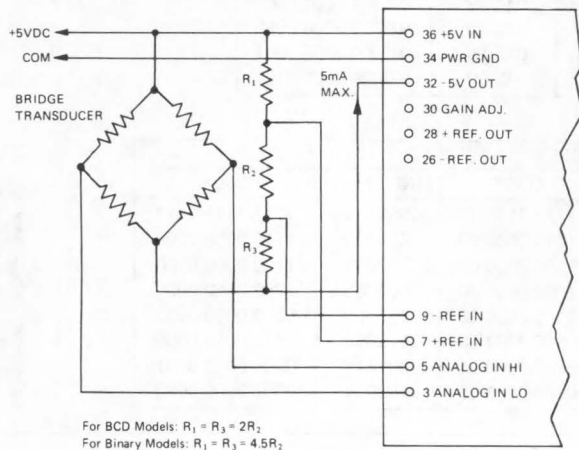 +5VDC
COM
BRIDGE
TRANSDUCER
R1
R2
R3
5mA
MAX.
36 +5V IN
34 PWR GND
32 -5V OUT
30 GAIN ADJ.
28 + REF. OUT
26 - REF. OUT
9 - REF IN
7 + REF IN
5 ANALOG IN HI
3 ANALOG IN LO
For BCD Models: R1 = R3 = 2R2
For Binary Models: R1 = R3 = 4.5R2